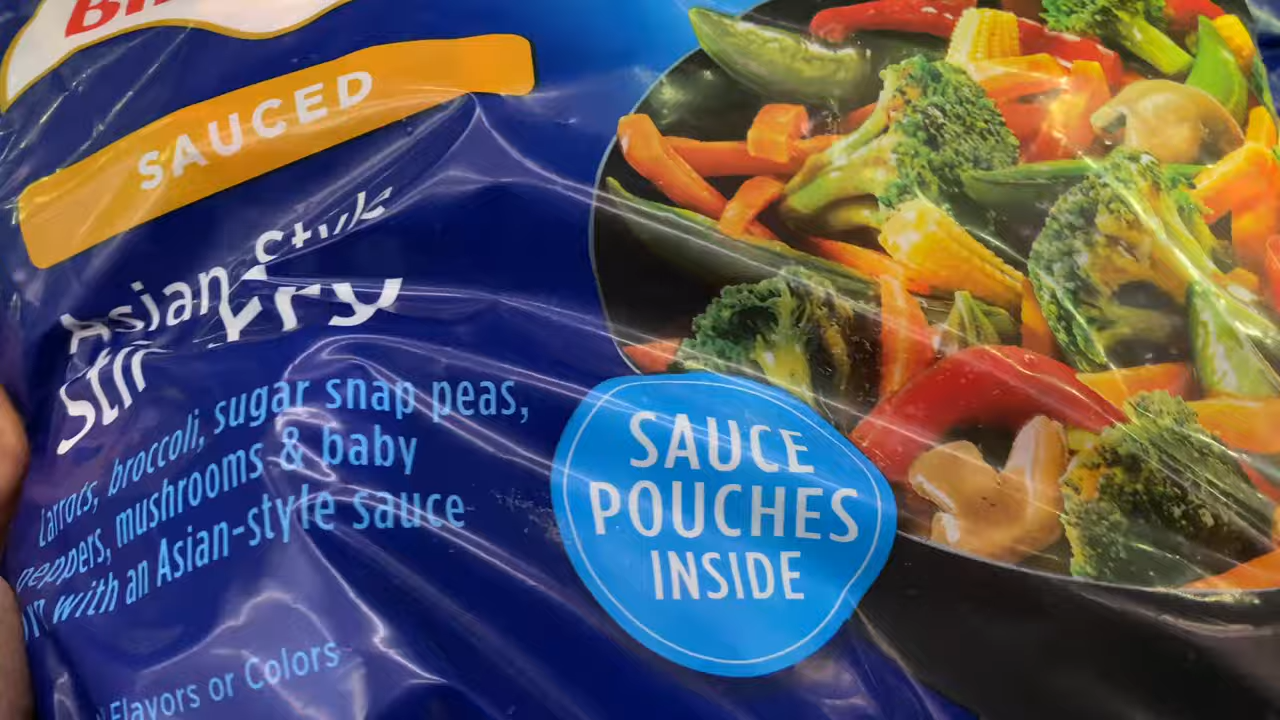 SAUCED
Asian Style
Stir Fry
Carrots, broccoli, sugar snap peas,
peppers, mushrooms & baby
with an Asian-style sauce
Flavors or Colors
SAUCE
POUCHES
INSIDE